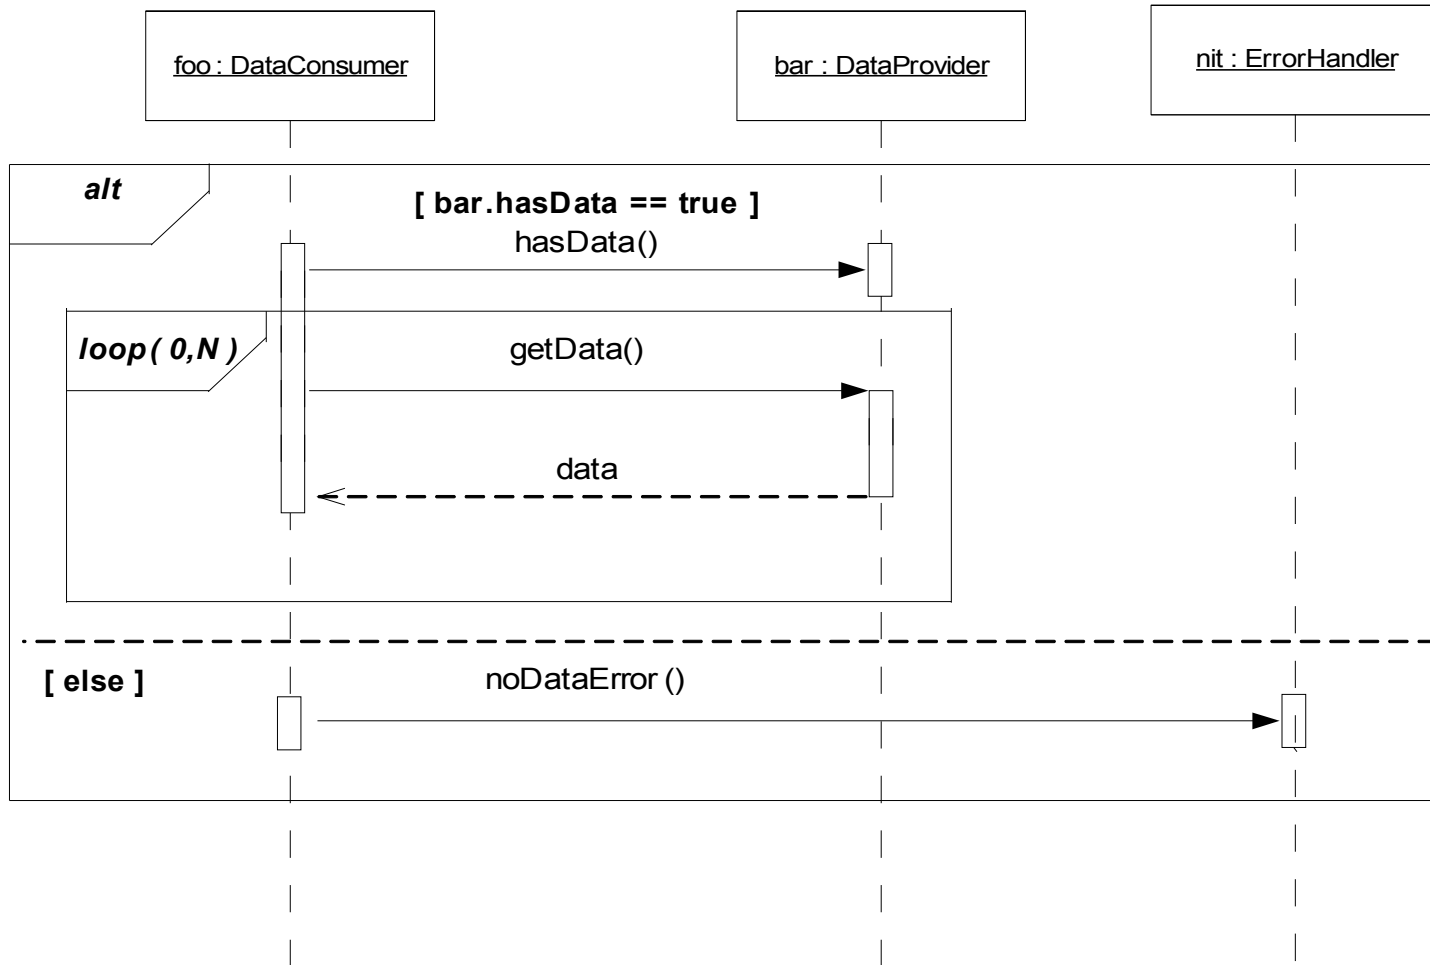 foo : DataConsumer
bar : DataProvider
nit : ErrorHandler
alt
[ bar.hasData == true ]
hasData()
loop( 0,N )
getData()
data
[ else ]
noDataError ()